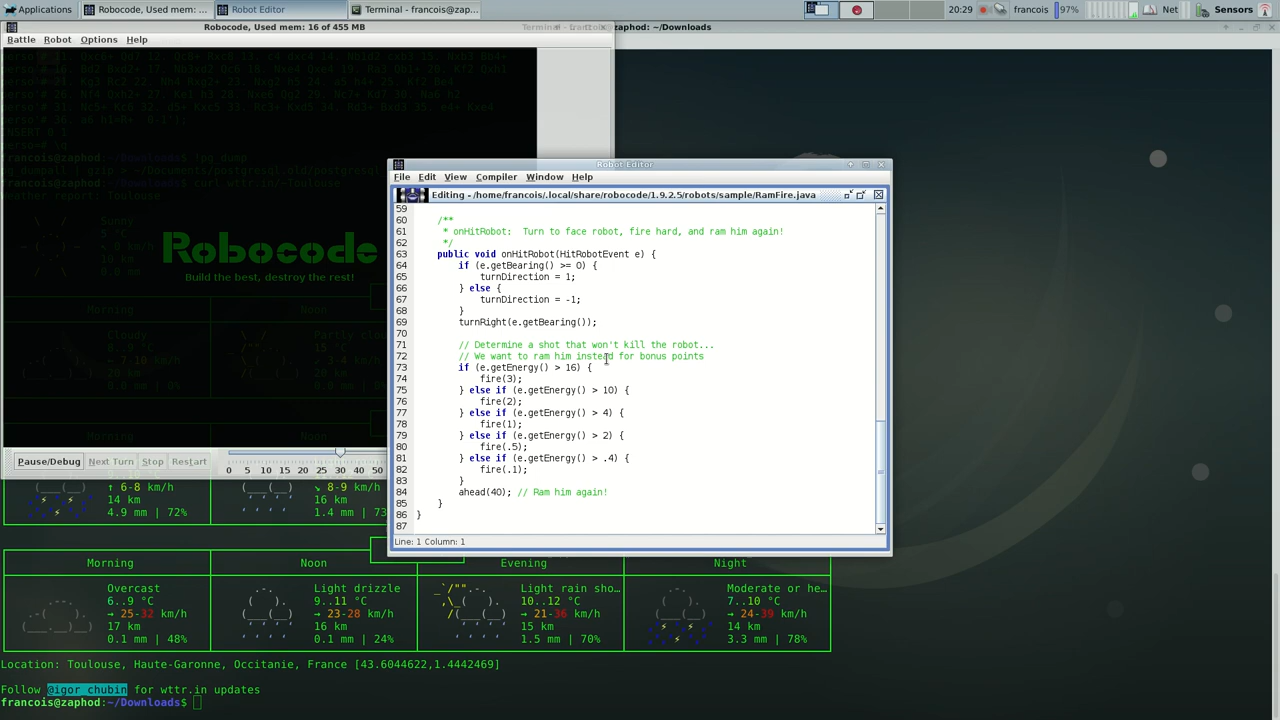 Applications
Robocode, Used mem: ...
Robot Editor
Terminal - francois@zap...
20:29
francois
97%
Net
Sensors
Robocode, Used mem: 16 of 455 MB
zaphod: ~/Downloads
Battle Robot Options Help
INSERT 0 1
Robocode
Build the best, destroy the rest!
Morning
Noon
Pause/Debug Next Turn Stop Restart
0 5 10 15 20 25 30 35 40 45 50
Robot Editor
File Edit View Compiler Window Help
Editing - /home/francois/.local/share/robocode/1.9.2.5/robots/sample/RamFire.java
59
60 /**
61 * onHitRobot: Turn to face robot, fire hard, and ram him again!
62 */
63 public void onHitRobot(HitRobotEvent e) {
64 if (e.getBearing() >= 0) {
65 turnDirection = 1;
66 } else {
67 turnDirection = -1;
68 }
69 turnRight(e.getBearing());
70
71 // Determine a shot that won't kill the robot...
72 // We want to ram him instead for bonus points
73 if (e.getEnergy() > 16) {
74 fire(3);
75 } else if (e.getEnergy() > 10) {
76 fire(2);
77 } else if (e.getEnergy() > 4) {
78 fire(1);
79 } else if (e.getEnergy() > 2) {
80 fire(.5);
81 } else if (e.getEnergy() > .4) {
82 fire(.1);
83 }
84 ahead(40); // Ram him again!
85 }
86 }
87
Line: 1 Column: 1
↑ 6-8 km/h ↘ 8-9 km/h
14 km 16 km
4.9 mm | 72% 1.4 mm | 73
Morning Noon Evening Night
Overcast Light drizzle Light rain sho… Moderate or he…
6..9 °C 9..11 °C 10..12 °C 7..10 °C
→ 25-32 km/h → 23-28 km/h → 21-36 km/h → 24-39 km/h
17 km 16 km 15 km 14 km
0.1 mm | 48% 0.1 mm | 24% 1.5 mm | 70% 3.3 mm | 78%
Location: Toulouse, Haute-Garonne, Occitanie, France [43.6044622,1.4442469]
Follow @igor_chubin for wttr.in updates
francois@zaphod:~/Downloads$